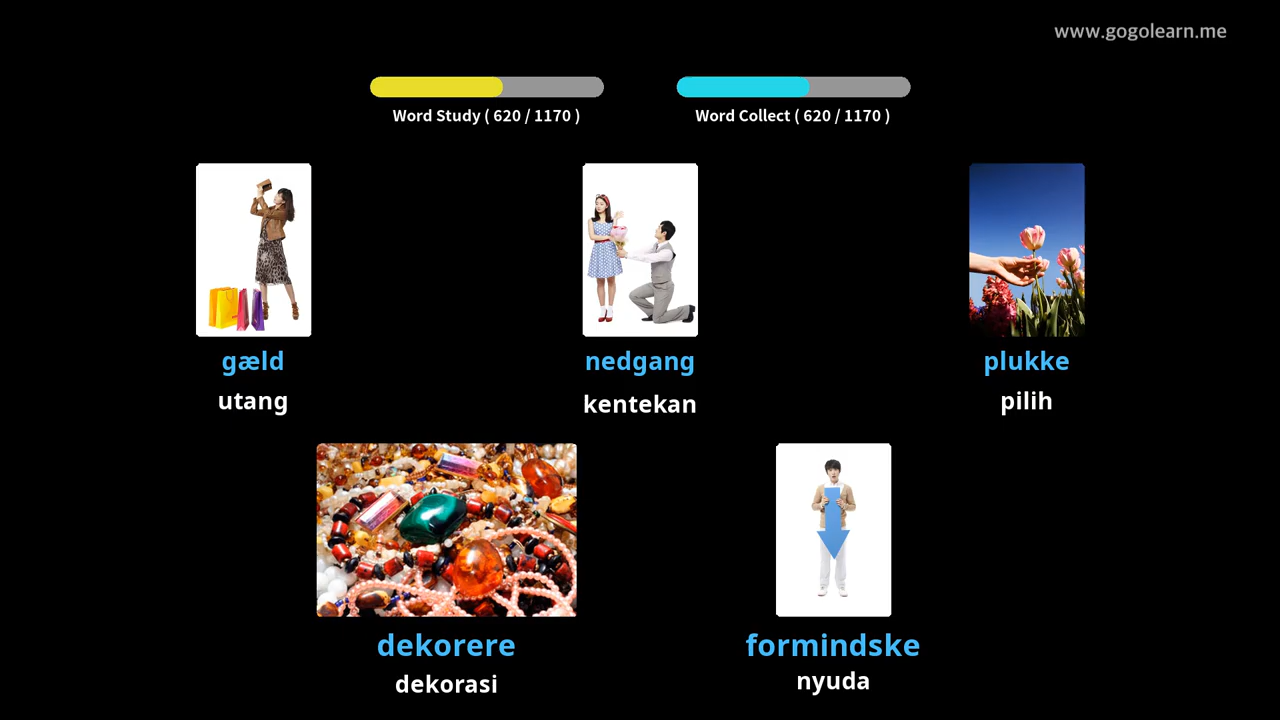 www.gogolearn.me
Word Study ( 620 / 1170 )
Word Collect ( 620 / 1170 )
gæld
nedgang
plukke
utang
kentekan
pilih
dekorere
formindske
dekorasi
nyuda